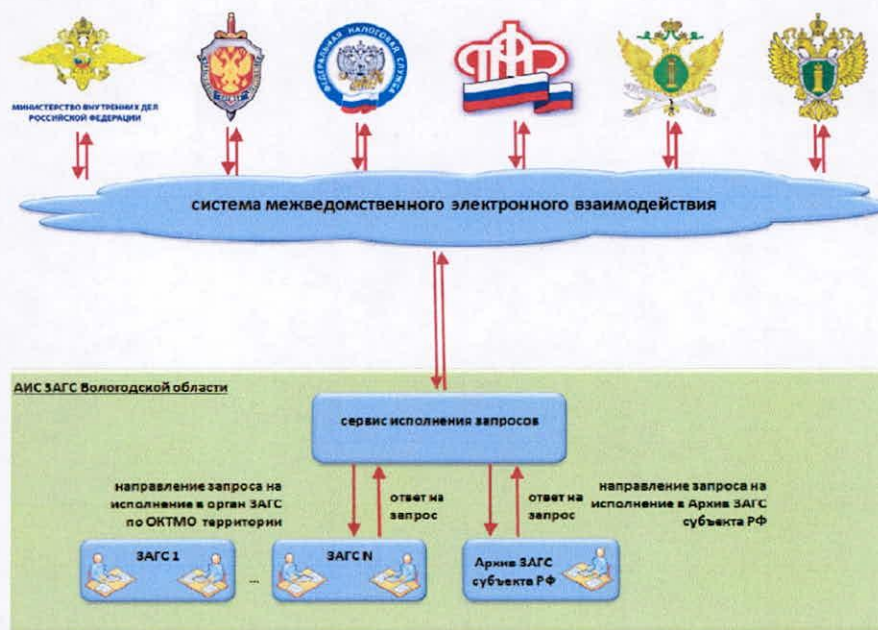 МИНИСТЕРСТВО ВНУТРЕННИХ ДЕЛ
РОССИЙСКОЙ ФЕДЕРАЦИИ
ФЕДЕРАЛЬНАЯ НАЛОГОВАЯ СЛУЖБА
система межведомственного электронного взаимодействия
АИС ЗАГС Вологодской области
сервис исполнения запросов
направление запроса на
исполнение в орган ЗАГС
по ОКТМО территории
ответ на
запрос
ответ на
запрос
направление запроса на
исполнение в Архив ЗАГС
субъекта РФ
ЗАГС 1
...
ЗАГС N
Архив ЗАГС
субъекта РФ